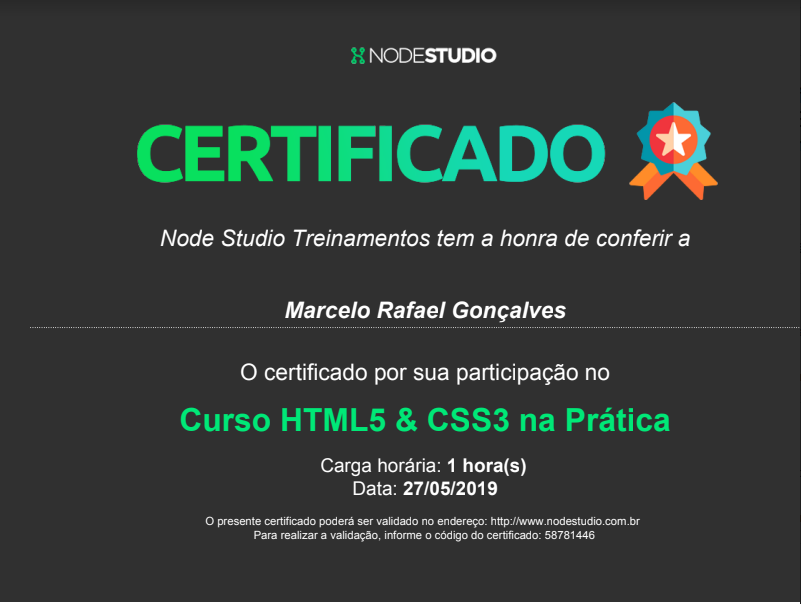 NODESTUDIO
CERTIFICADO
Node Studio Treinamentos tem a honra de conferir a
Marcelo Rafael Gonçalves
O certificado por sua participação no
Curso HTML5 & CSS3 na Prática
Carga horária: 1 hora(s)
Data: 27/05/2019
O presente certificado poderá ser validado no endereço: http://www.nodestudio.com.br
Para realizar a validação, informe o código do certificado: 58781446